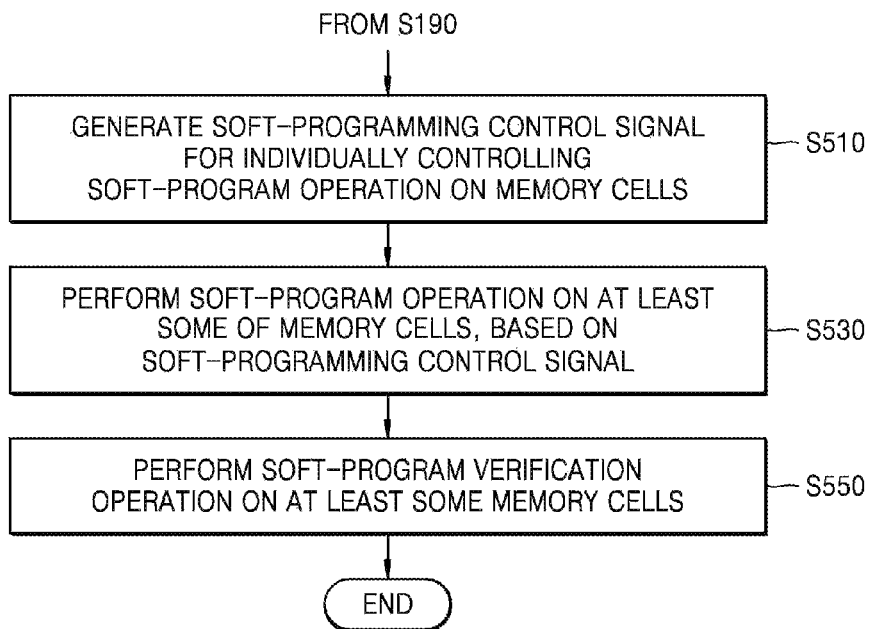 FROM S190
GENERATE SOFT-PROGRAMMING CONTROL SIGNAL
FOR INDIVIDUALLY CONTROLLING
SOFT-PROGRAM OPERATION ON MEMORY CELLS
S510
PERFORM SOFT-PROGRAM OPERATION ON AT LEAST
SOME OF MEMORY CELLS, BASED ON
SOFT-PROGRAMMING CONTROL SIGNAL
S530
PERFORM SOFT-PROGRAM VERIFICATION
OPERATION ON AT LEAST SOME MEMORY CELLS
S550
END